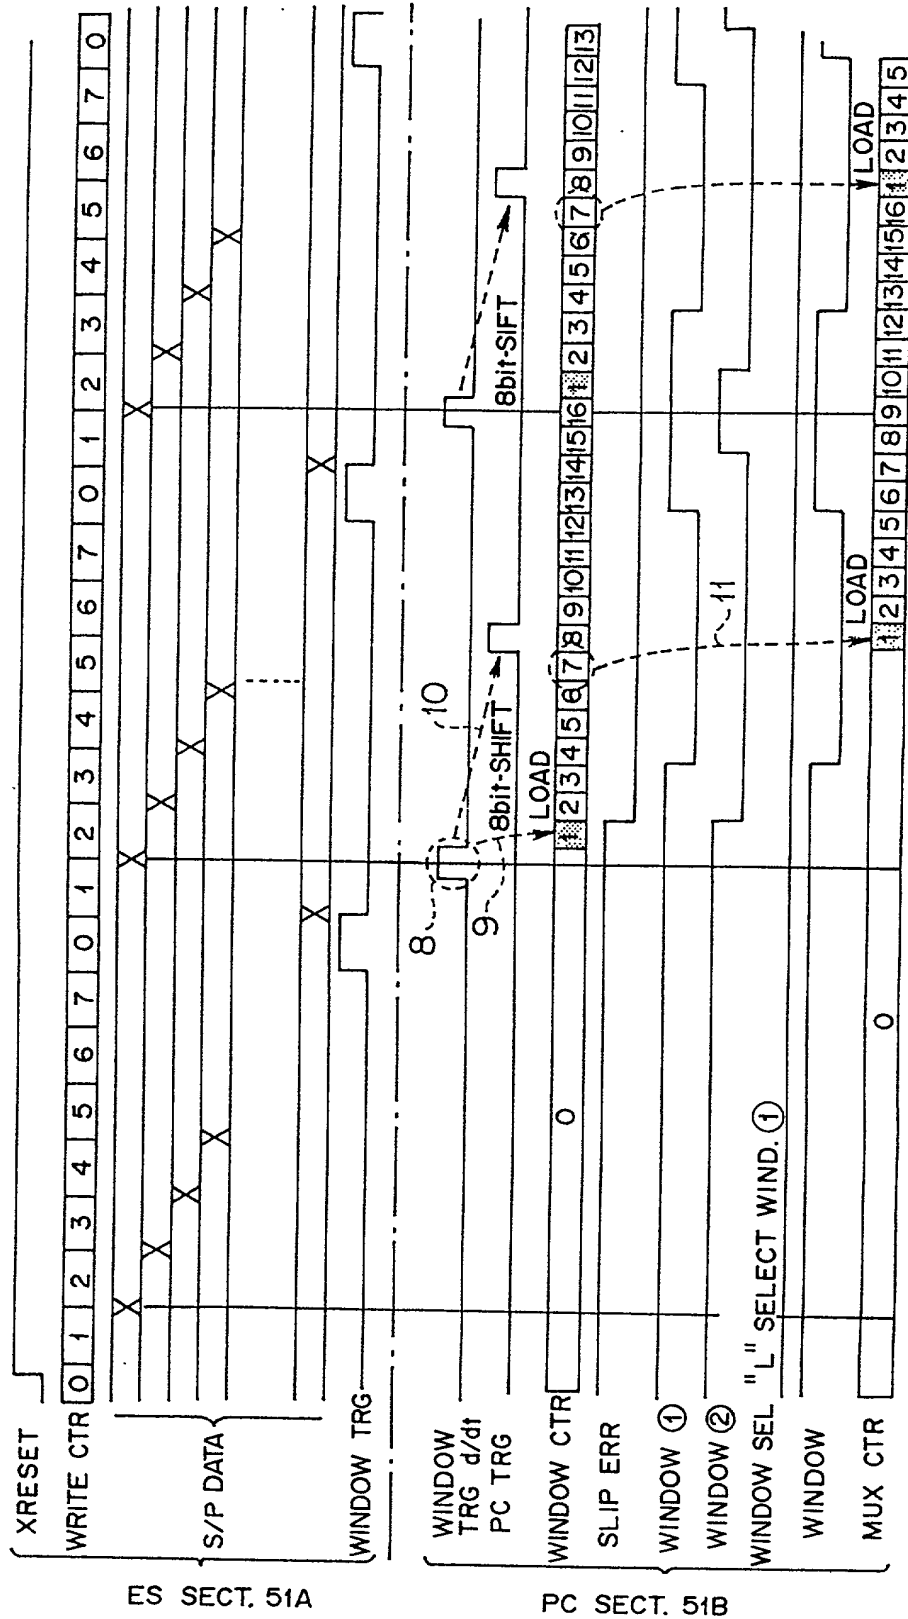 XRESET
WRITE CTR 0 1 2 3 4 5 6 7 0 1 2 3 4 5 6 7 0 1 2 3 4 5 6 7 0
S/P DATA
WINDOW TRG
ES SECT. 51A
WINDOW
TRG d/dt
8
PC TRG
9
10
8bit-SHIFT
8bit-SIFT
LOAD
WINDOW CTR 0 1 2 3 4 5 6 7 8 9 10 11 12 13 14 15 16 1 2 3 4 5 6 7 8 9 10 11 12 13
SLIP ERR
WINDOW ①
WINDOW ②
11
WINDOW SEL "L" SELECT WIND. ①
WINDOW
LOAD
LOAD
MUX CTR 0 1 2 3 4 5 6 7 8 9 10 11 12 13 14 15 16 1 2 3 4 5
PC SECT. 51B